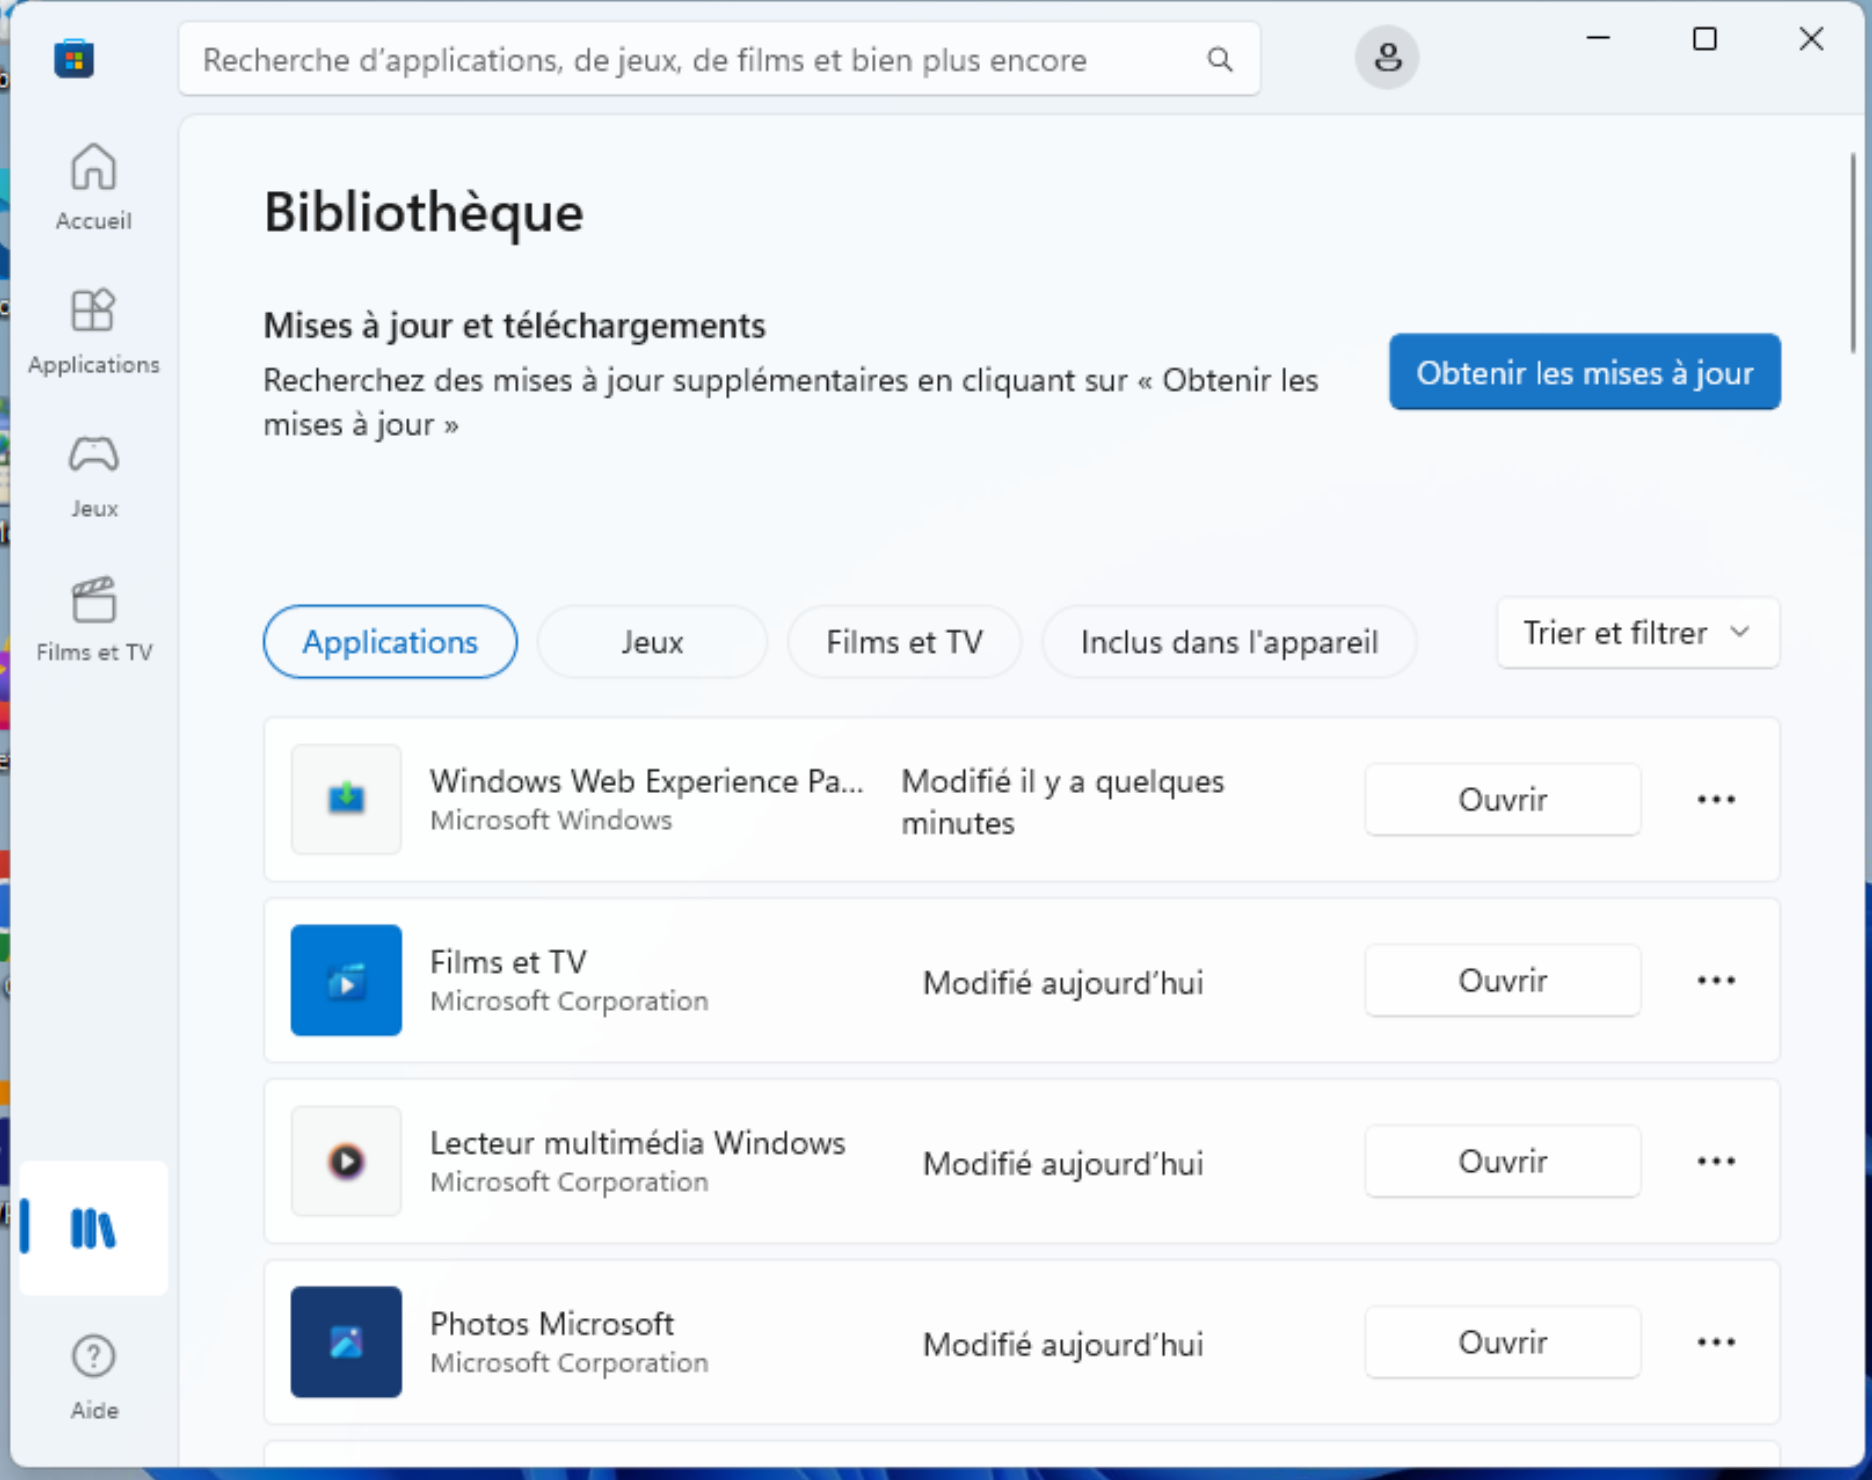 Recherche d’applications, de jeux, de films et bien plus encore
Accueil
Applications
Jeux
Films et TV
Aide
Bibliothèque
Mises à jour et téléchargements
Recherchez des mises à jour supplémentaires en cliquant sur « Obtenir les
mises à jour »
Obtenir les mises à jour
Applications
Jeux
Films et TV
Inclus dans l'appareil
Trier et filtrer
Windows Web Experience Pa...
Microsoft Windows
Modifié il y a quelques
minutes
Ouvrir
Films et TV
Microsoft Corporation
Modifié aujourd’hui
Ouvrir
Lecteur multimédia Windows
Microsoft Corporation
Modifié aujourd’hui
Ouvrir
Photos Microsoft
Microsoft Corporation
Modifié aujourd’hui
Ouvrir